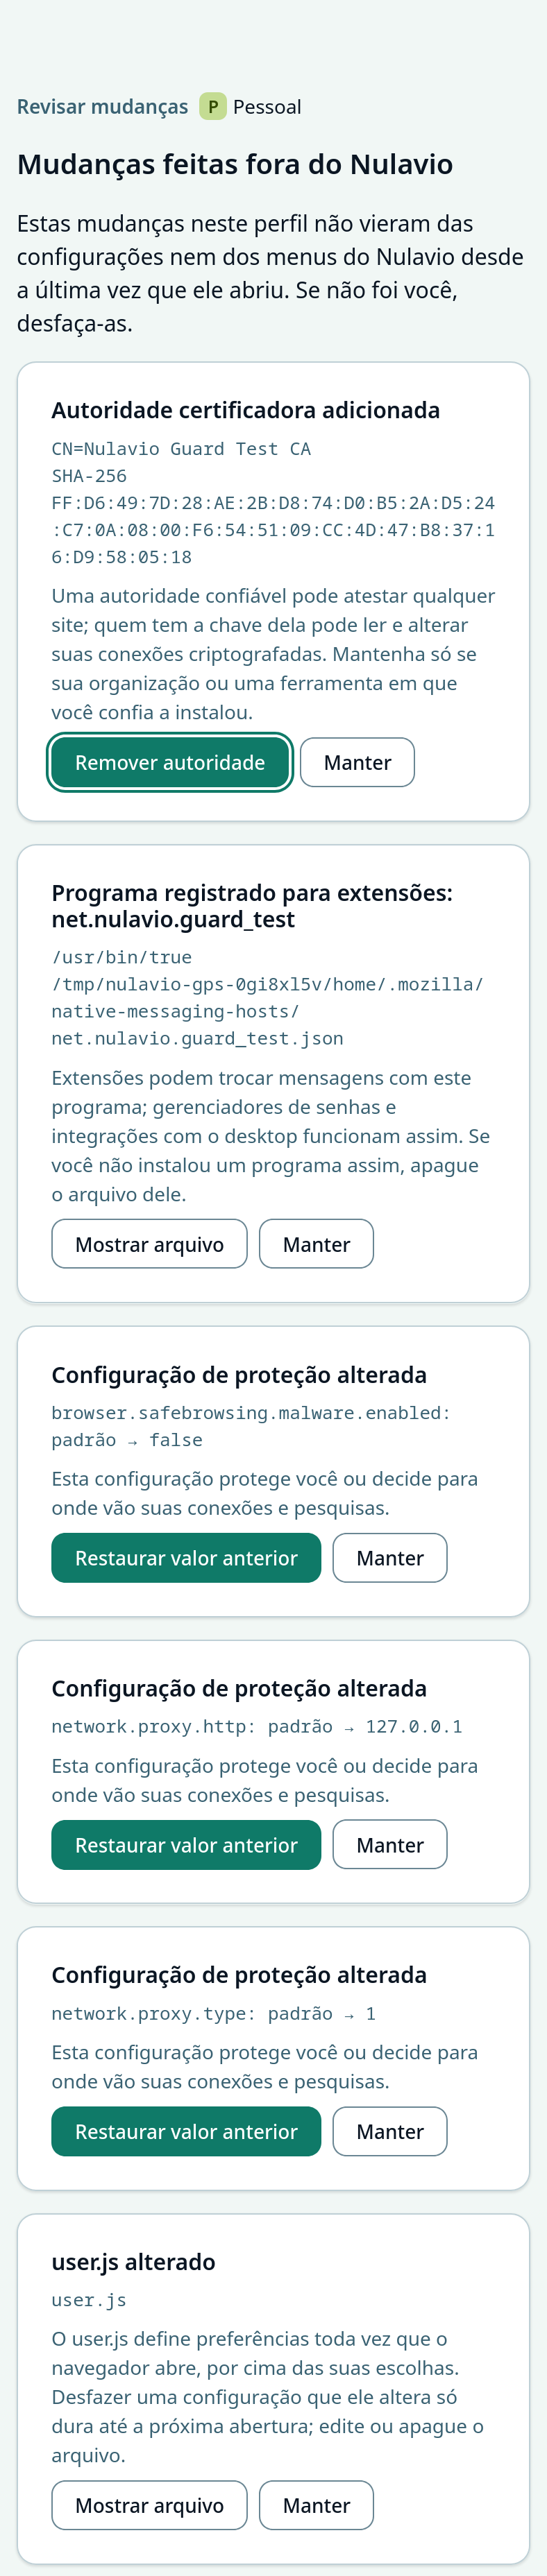 Revisar mudanças P Pessoal
Mudanças feitas fora do Nulavio
Estas mudanças neste perfil não vieram das
configurações nem dos menus do Nulavio desde
a última vez que ele abriu. Se não foi você,
desfaça-as.
Autoridade certificadora adicionada
CN=Nulavio Guard Test CA
SHA-256
FF:D6:49:7D:28:AE:2B:D8:74:D0:B5:2A:D5:24
:C7:0A:08:00:F6:54:51:09:CC:4D:47:B8:37:1
6:D9:58:05:18
Uma autoridade confiável pode atestar qualquer
site; quem tem a chave dela pode ler e alterar
suas conexões criptografadas. Mantenha só se
sua organização ou uma ferramenta em que
você confia a instalou.
Remover autoridade Manter
Programa registrado para extensões:
net.nulavio.guard_test
/usr/bin/true
/tmp/nulavio-gps-0gi8xl5v/home/.mozilla/
native-messaging-hosts/
net.nulavio.guard_test.json
Extensões podem trocar mensagens com este
programa; gerenciadores de senhas e
integrações com o desktop funcionam assim. Se
você não instalou um programa assim, apague
o arquivo dele.
Mostrar arquivo Manter
Configuração de proteção alterada
browser.safebrowsing.malware.enabled:
padrão → false
Esta configuração protege você ou decide para
onde vão suas conexões e pesquisas.
Restaurar valor anterior Manter
Configuração de proteção alterada
network.proxy.http: padrão → 127.0.0.1
Esta configuração protege você ou decide para
onde vão suas conexões e pesquisas.
Restaurar valor anterior Manter
Configuração de proteção alterada
network.proxy.type: padrão → 1
Esta configuração protege você ou decide para
onde vão suas conexões e pesquisas.
Restaurar valor anterior Manter
user.js alterado
user.js
O user.js define preferências toda vez que o
navegador abre, por cima das suas escolhas.
Desfazer uma configuração que ele altera só
dura até a próxima abertura; edite ou apague o
arquivo.
Mostrar arquivo Manter